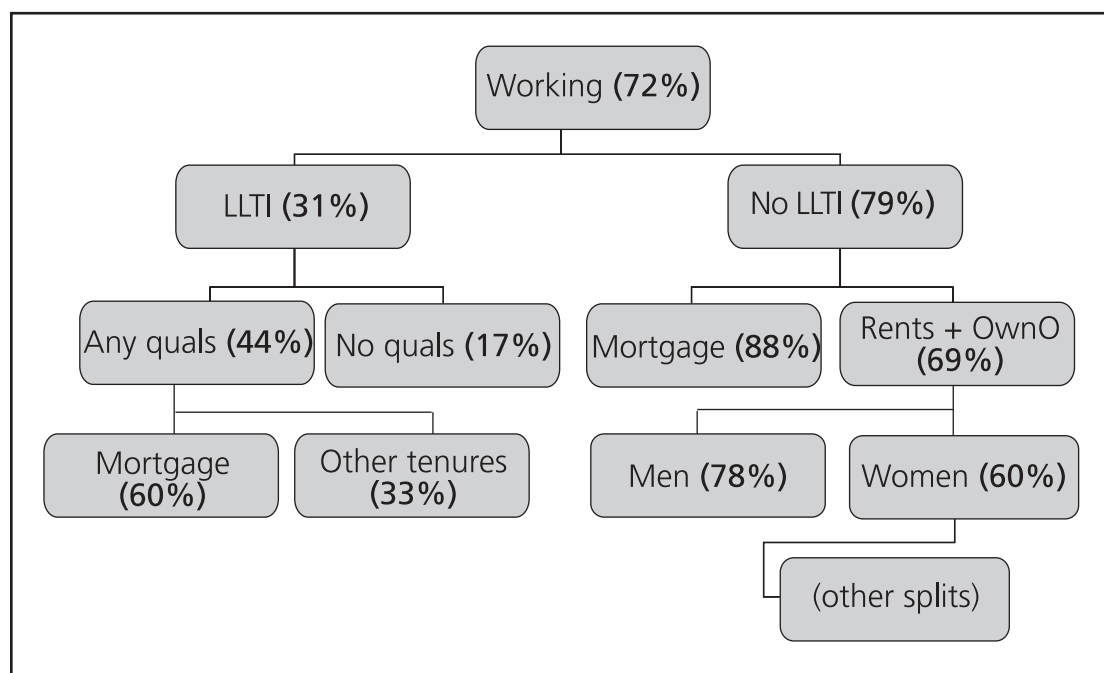 Working (72%)
LLTI (31%)
No LLTI (79%)
Any quals (44%)
No quals (17%)
Mortgage (88%)
Rents + OwnO
(69%)
Mortgage
(60%)
Other tenures
(33%)
Men (78%)
Women (60%)
(other splits)